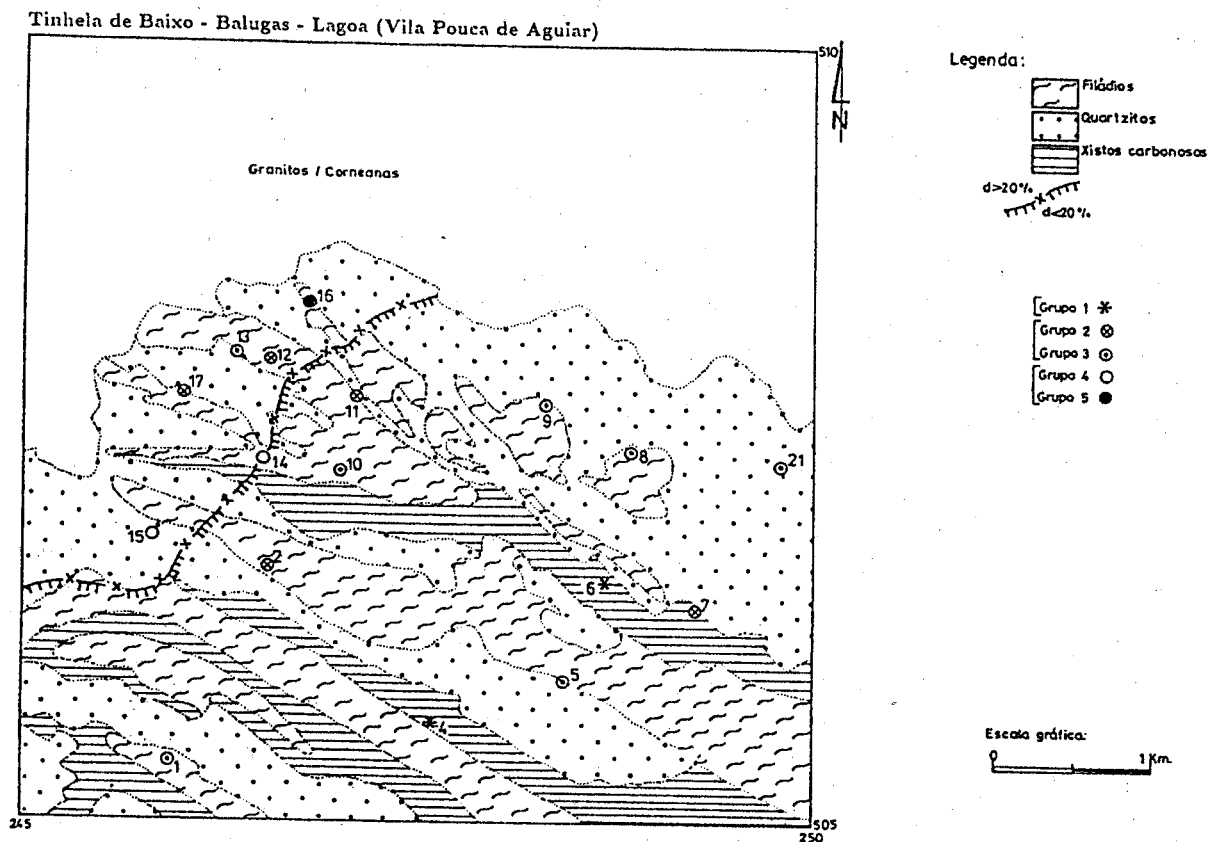 Tinhela de Baixo - Balugas - Lagoa (Vila Pouca de Aguiar)
510
N
Legenda:
Filádios
Quartzitos
Xistos carbonosos
d>20%
d<20%
Granitos / Corneanas
Grupo 1
Grupo 2
Grupo 3
Grupo 4
Grupo 5
16
13
12
17
11
9
14
10
8
21
15
2
6
7
5
4
1
Escala gráfica:
0
1 Km.
245
505
250